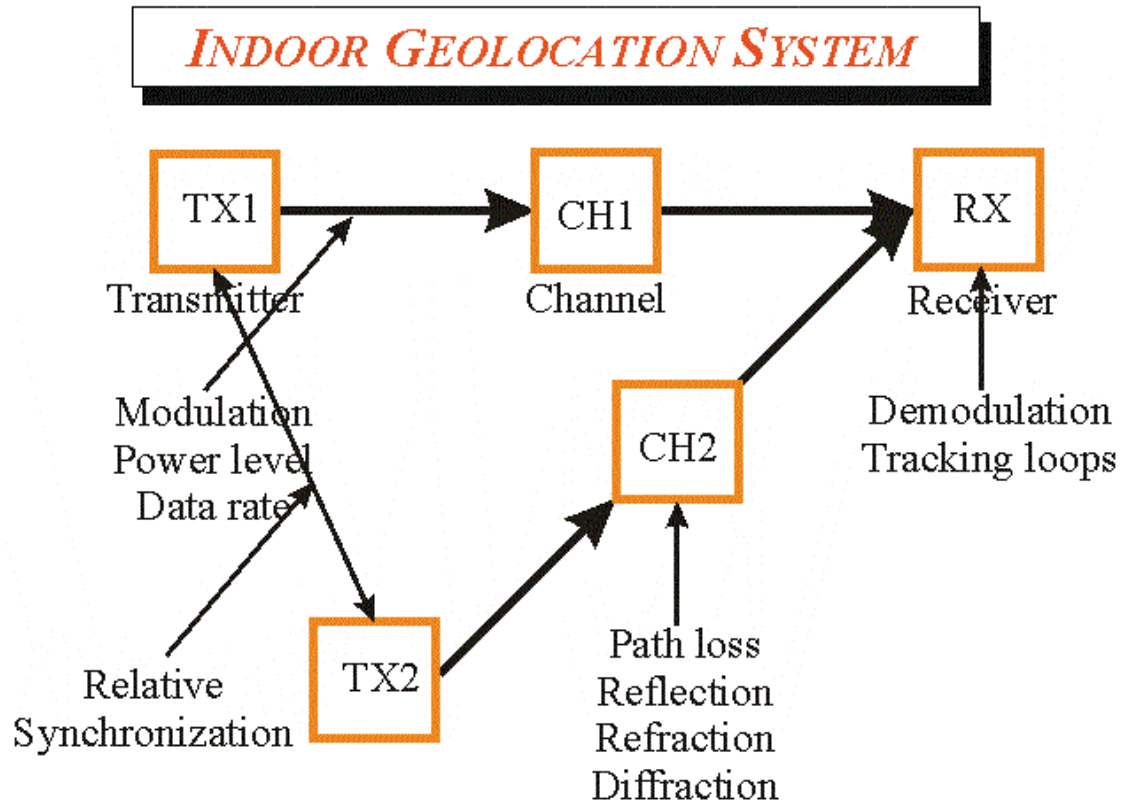 INDOOR GEOLOCATION SYSTEM
TX1
CH1
RX
Transmitter
Channel
Receiver
Modulation
Power level
Data rate
CH2
Demodulation
Tracking loops
Relative
Synchronization
TX2
Path loss
Reflection
Refraction
Diffraction